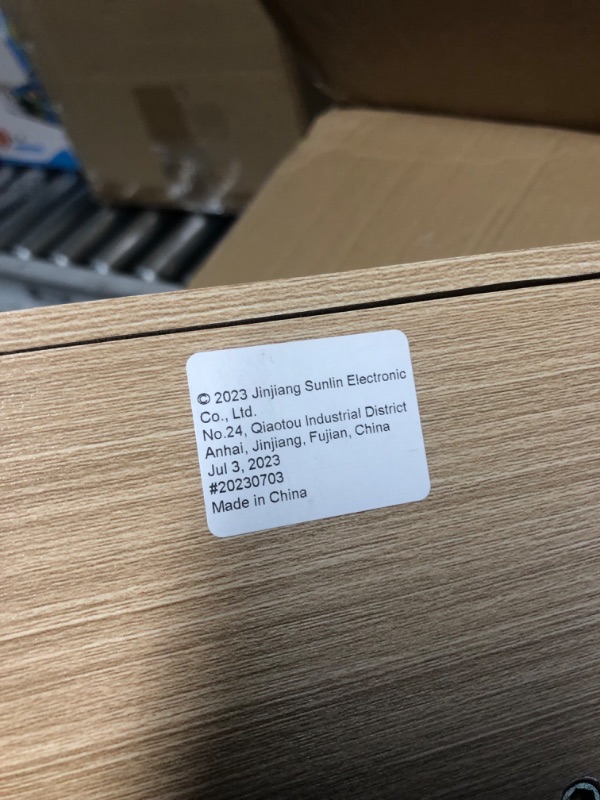 © 2023 Jinjiang Sunlin Electronic
Co., Ltd.
No.24, Qiaotou Industrial District
Anhai, Jinjiang, Fujian, China
Jul 3, 2023
#20230703
Made in China